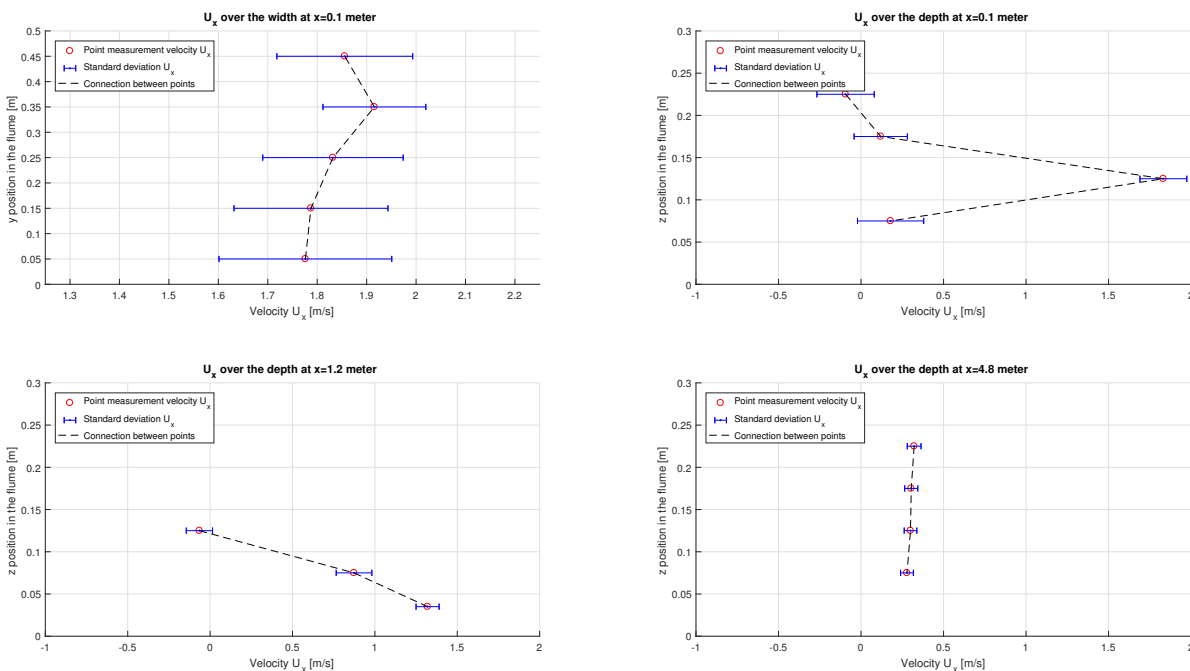 U_x over the width at x=0.1 meter
0.5
0.45
0.4
0.35
0.3
0.25
0.2
0.15
0.1
0.05
0
y position in the flume [m]
Point measurement velocity U_x
Standard deviation U_x
Connection between points
1.3 1.4 1.5 1.6 1.7 1.8 1.9 2 2.1 2.2
Velocity U_x [m/s]
U_x over the depth at x=0.1 meter
0.3
0.25
0.2
0.15
0.1
0.05
0
z position in the flume [m]
Point measurement velocity U_x
Standard deviation U_x
Connection between points
-1 -0.5 0 0.5 1 1.5 2
Velocity U_x [m/s]
U_x over the depth at x=1.2 meter
0.3
0.25
0.2
0.15
0.1
0.05
0
z position in the flume [m]
Point measurement velocity U_x
Standard deviation U_x
Connection between points
-1 -0.5 0 0.5 1 1.5 2
Velocity U_x [m/s]
U_x over the depth at x=4.8 meter
0.3
0.25
0.2
0.15
0.1
0.05
0
z position in the flume [m]
Point measurement velocity U_x
Standard deviation U_x
Connection between points
-1 -0.5 0 0.5 1 1.5 2
Velocity U_x [m/s]